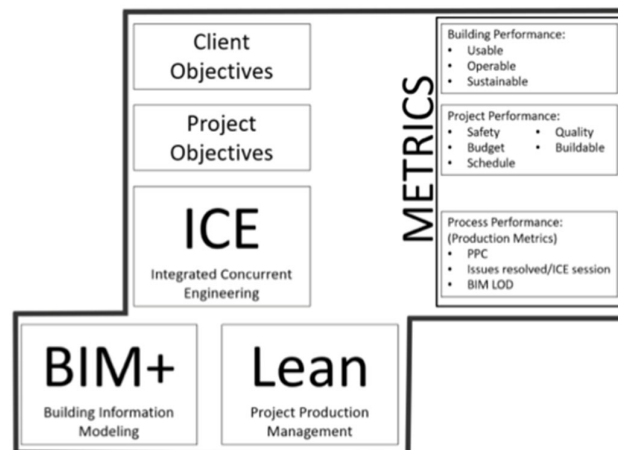 Client
Objectives
Project
Objectives
ICE
Integrated Concurrent
Engineering
BIM+
Building Information
Modeling
Lean
Project Production
Management
METRICS
Building Performance:
• Usable
• Operable
• Sustainable
Project Performance:
• Safety • Quality
• Budget • Buildable
• Schedule
Process Performance:
(Production Metrics)
• PPC
• Issues resolved/ICE session
• BIM LOD